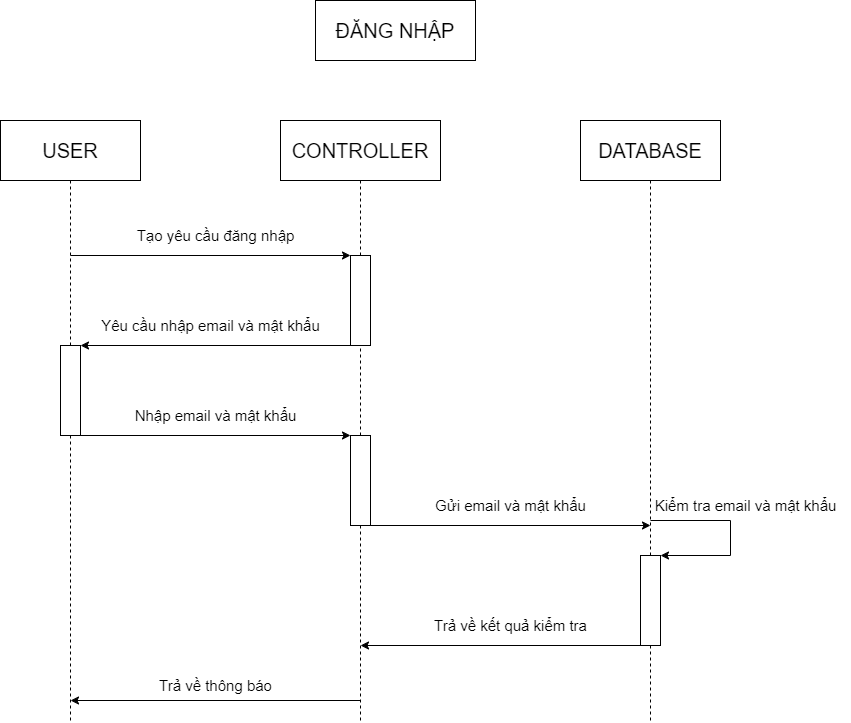 ĐĂNG NHẬP
USER
CONTROLLER
DATABASE
Tạo yêu cầu đăng nhập
Yêu cầu nhập email và mật khẩu
Nhập email và mật khẩu
Gửi email và mật khẩu
Kiểm tra email và mật khẩu
Trả về kết quả kiểm tra
Trả về thông báo